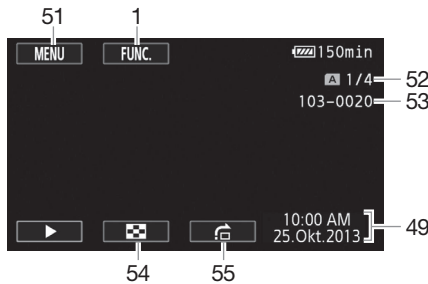 51 1
MENU FUNC. 150min
A 1/4 52
103-0020 53
10:00 AM 49
25.Okt.2013
54 55